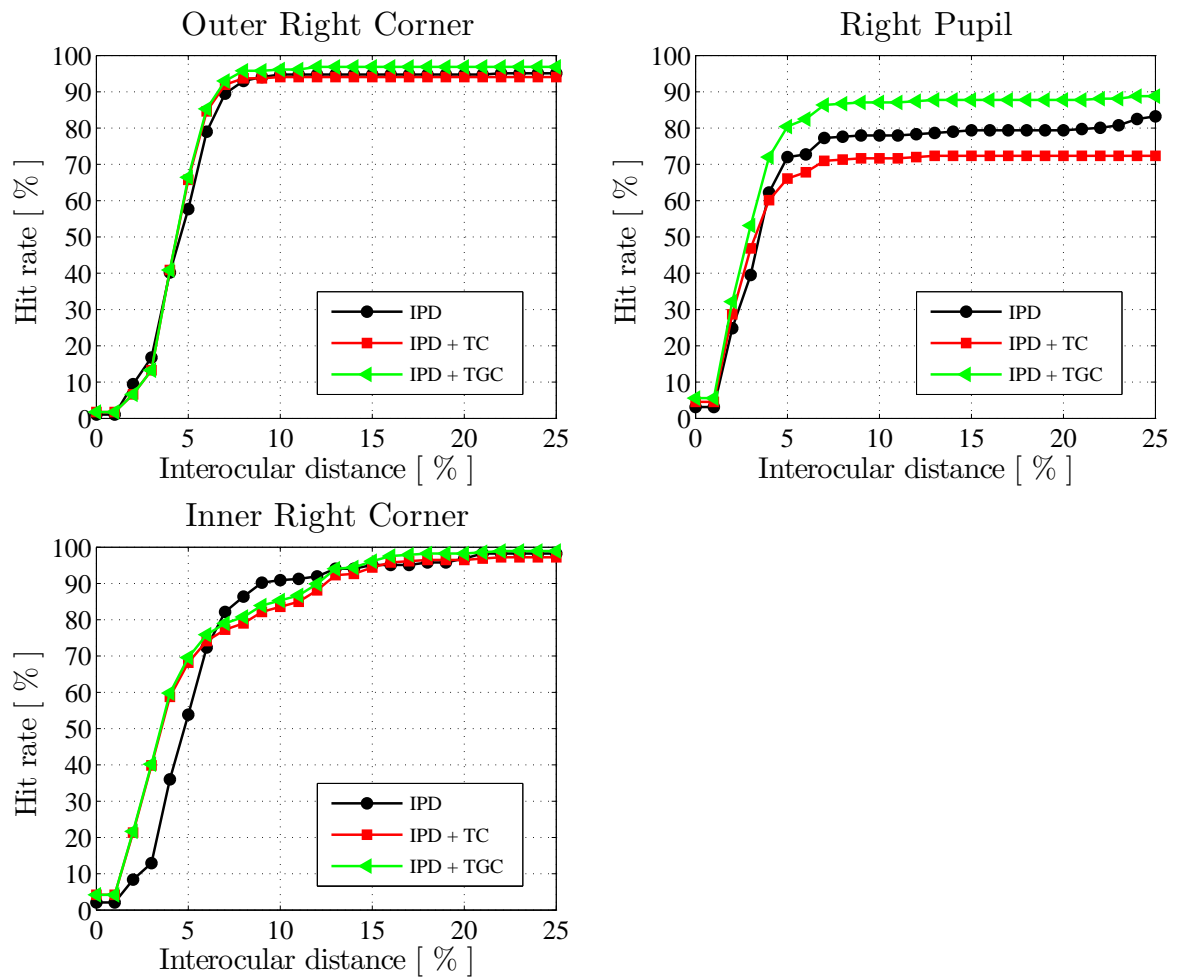 Outer Right Corner
100
90
80
70
60
50
40
30
20
10
0
Hit rate [ % ]
IPD
IPD + TC
IPD + TGC
0 5 10 15 20 25
Interocular distance [ % ]
Right Pupil
100
90
80
70
60
50
40
30
20
10
0
Hit rate [ % ]
IPD
IPD + TC
IPD + TGC
0 5 10 15 20 25
Interocular distance [ % ]
Inner Right Corner
100
90
80
70
60
50
40
30
20
10
0
Hit rate [ % ]
IPD
IPD + TC
IPD + TGC
0 5 10 15 20 25
Interocular distance [ % ]